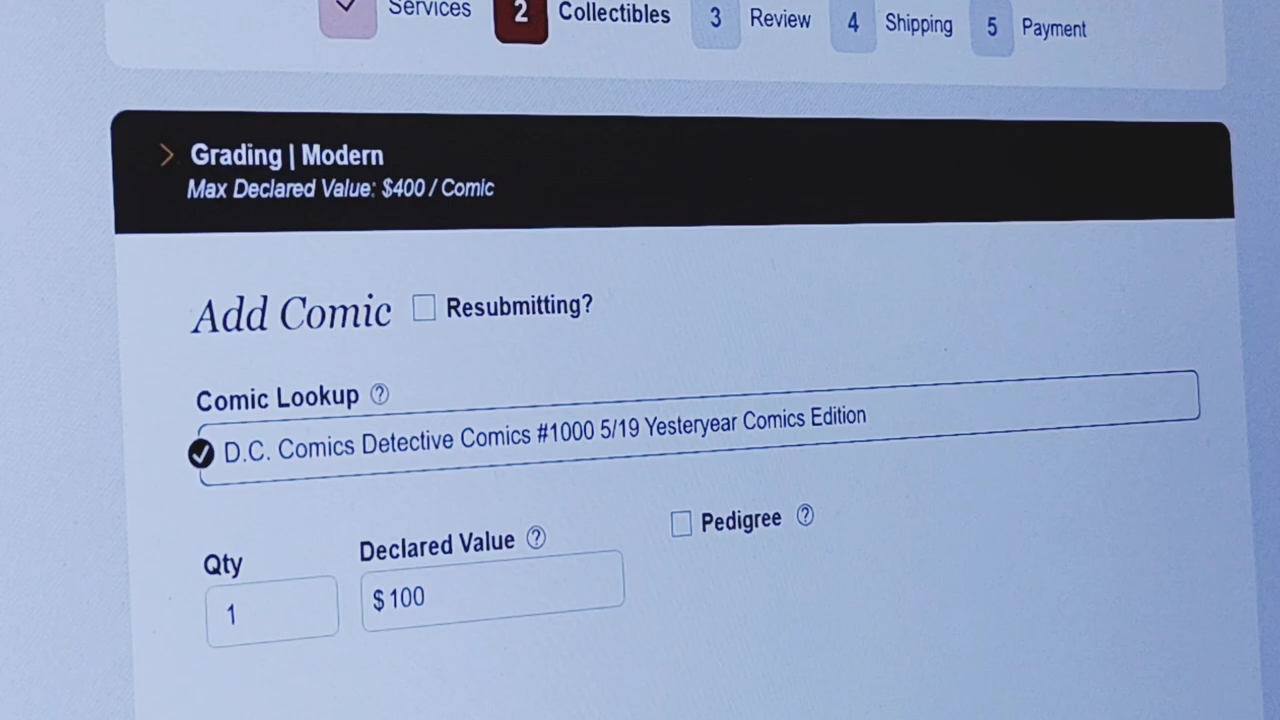 Services 2 Collectibles 3 Review 4 Shipping 5 Payment
Grading | Modern
Max Declared Value: $400 / Comic
Add Comic Resubmitting?
Comic Lookup ?
D.C. Comics Detective Comics #1000 5/19 Yesteryear Comics Edition
Qty Declared Value ? Pedigree ?
1 $ 100